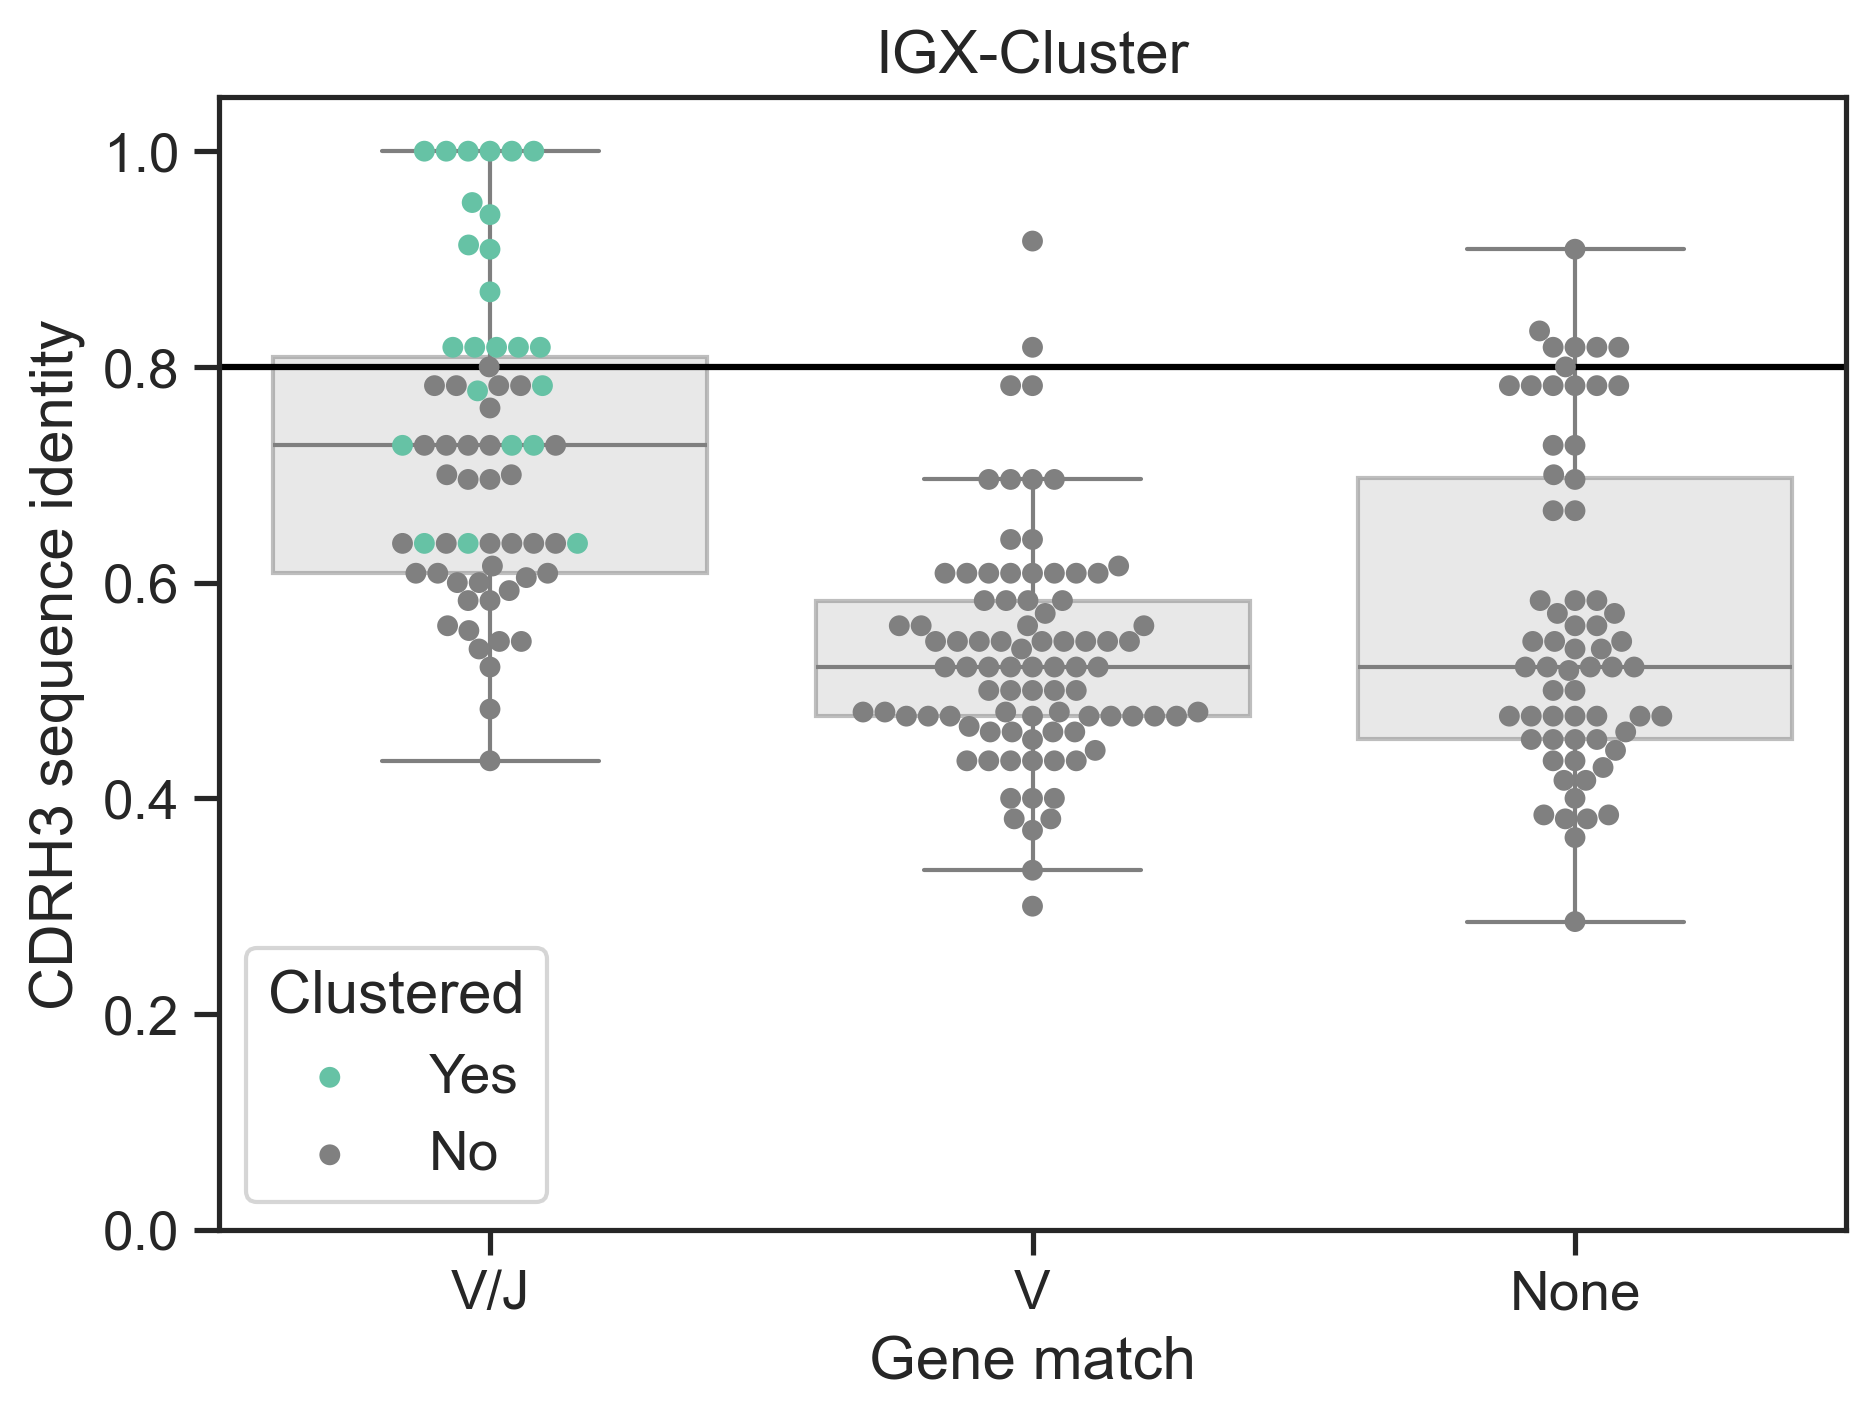 IGX-Cluster
CDRH3 sequence identity
1.0
0.8
0.6
0.4
0.2
0.0
Clustered
Yes
No
V/J
V
None
Gene match